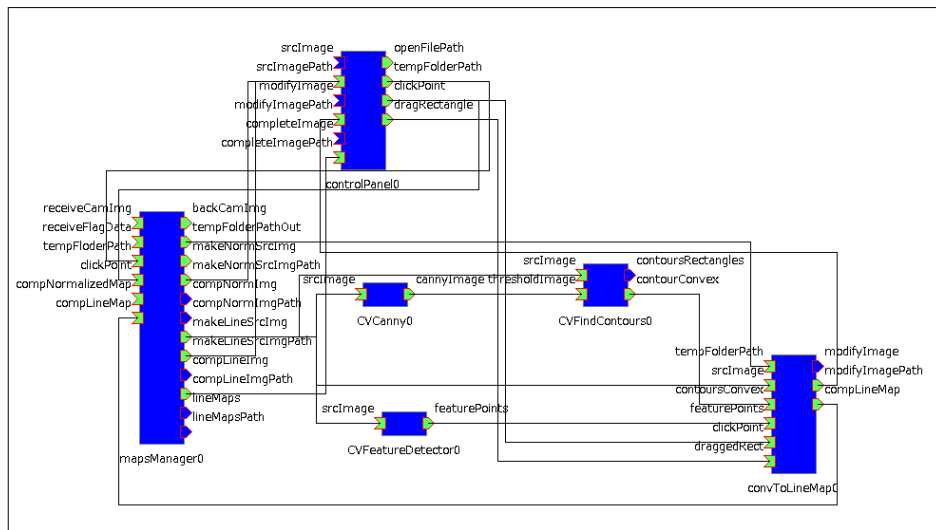 srcImage
srcImagePath
modifyImage
modifyImagePath
completeImage
completeImagePath
openFilePath
tempFolderPath
clickPoint
dragRectangle
controlPanel0
receiveCamImg
receiveFlagData
tempFloderPath
clickPoint
compNormalizedMap
compLineMap
backCamImg
tempFolderPathOut
makeNormSrcImg
makeNormSrcImgPath
compNormImg
compNormImgPath
makeLineSrcImg
makeLineSrcImgPath
compLineImg
compLineImgPath
lineMaps
lineMapsPath
mapsManager0
srcImage
cannyImage
CVCanny0
srcImage
thresholdImage
contoursRectangles
contourConvex
CVFindContours0
srcImage
featurePoints
CVFeatureDetector0
tempFolderPath
srcImage
contoursConvex
featurePoints
clickPoint
draggedRect
modifyImage
modifyImagePath
compLineMap
convToLineMap0